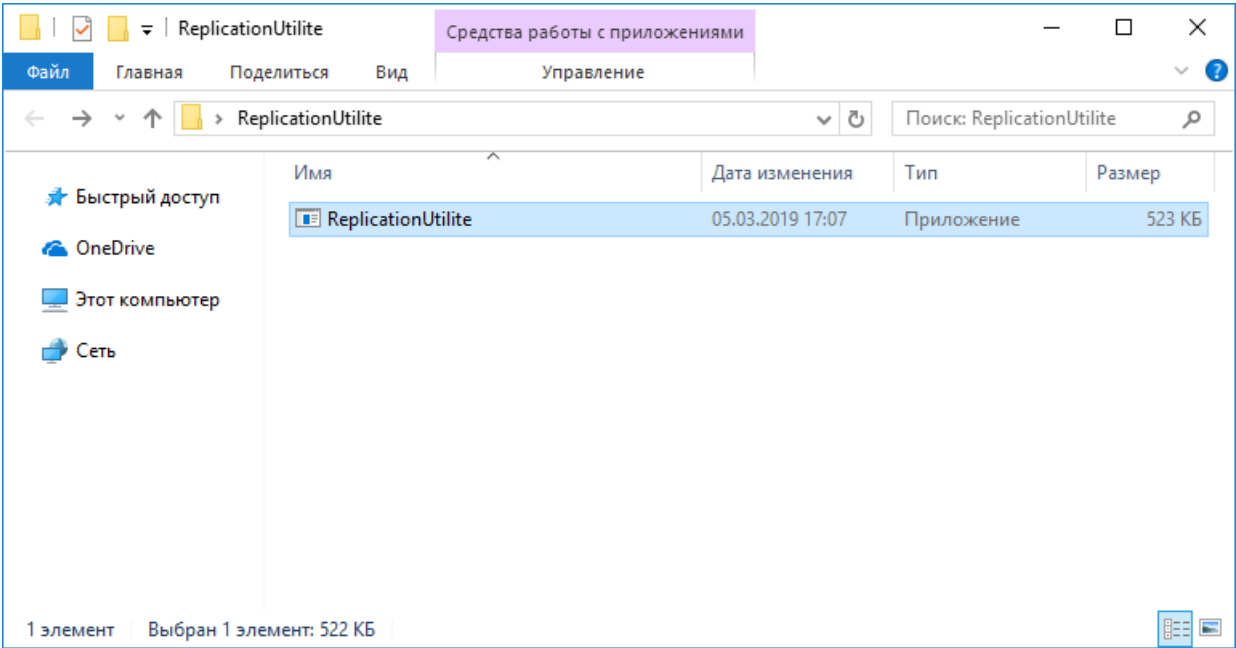 ReplicationUtilite
Средства работы с приложениями
Файл Главная Поделиться Вид Управление
ReplicationUtilite Поиск: ReplicationUtilite
Имя Дата изменения Тип Размер
Быстрый доступ
ReplicationUtilite 05.03.2019 17:07 Приложение 523 КБ
OneDrive
Этот компьютер
Сеть
1 элемент Выбран 1 элемент: 522 КБ